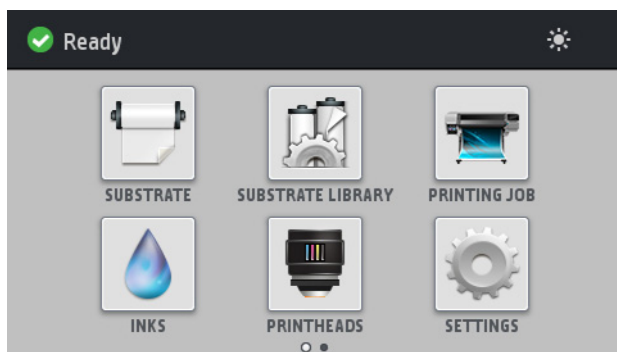 Ready
SUBSTRATE SUBSTRATE LIBRARY PRINTING JOB
INKS PRINTHEADS SETTINGS